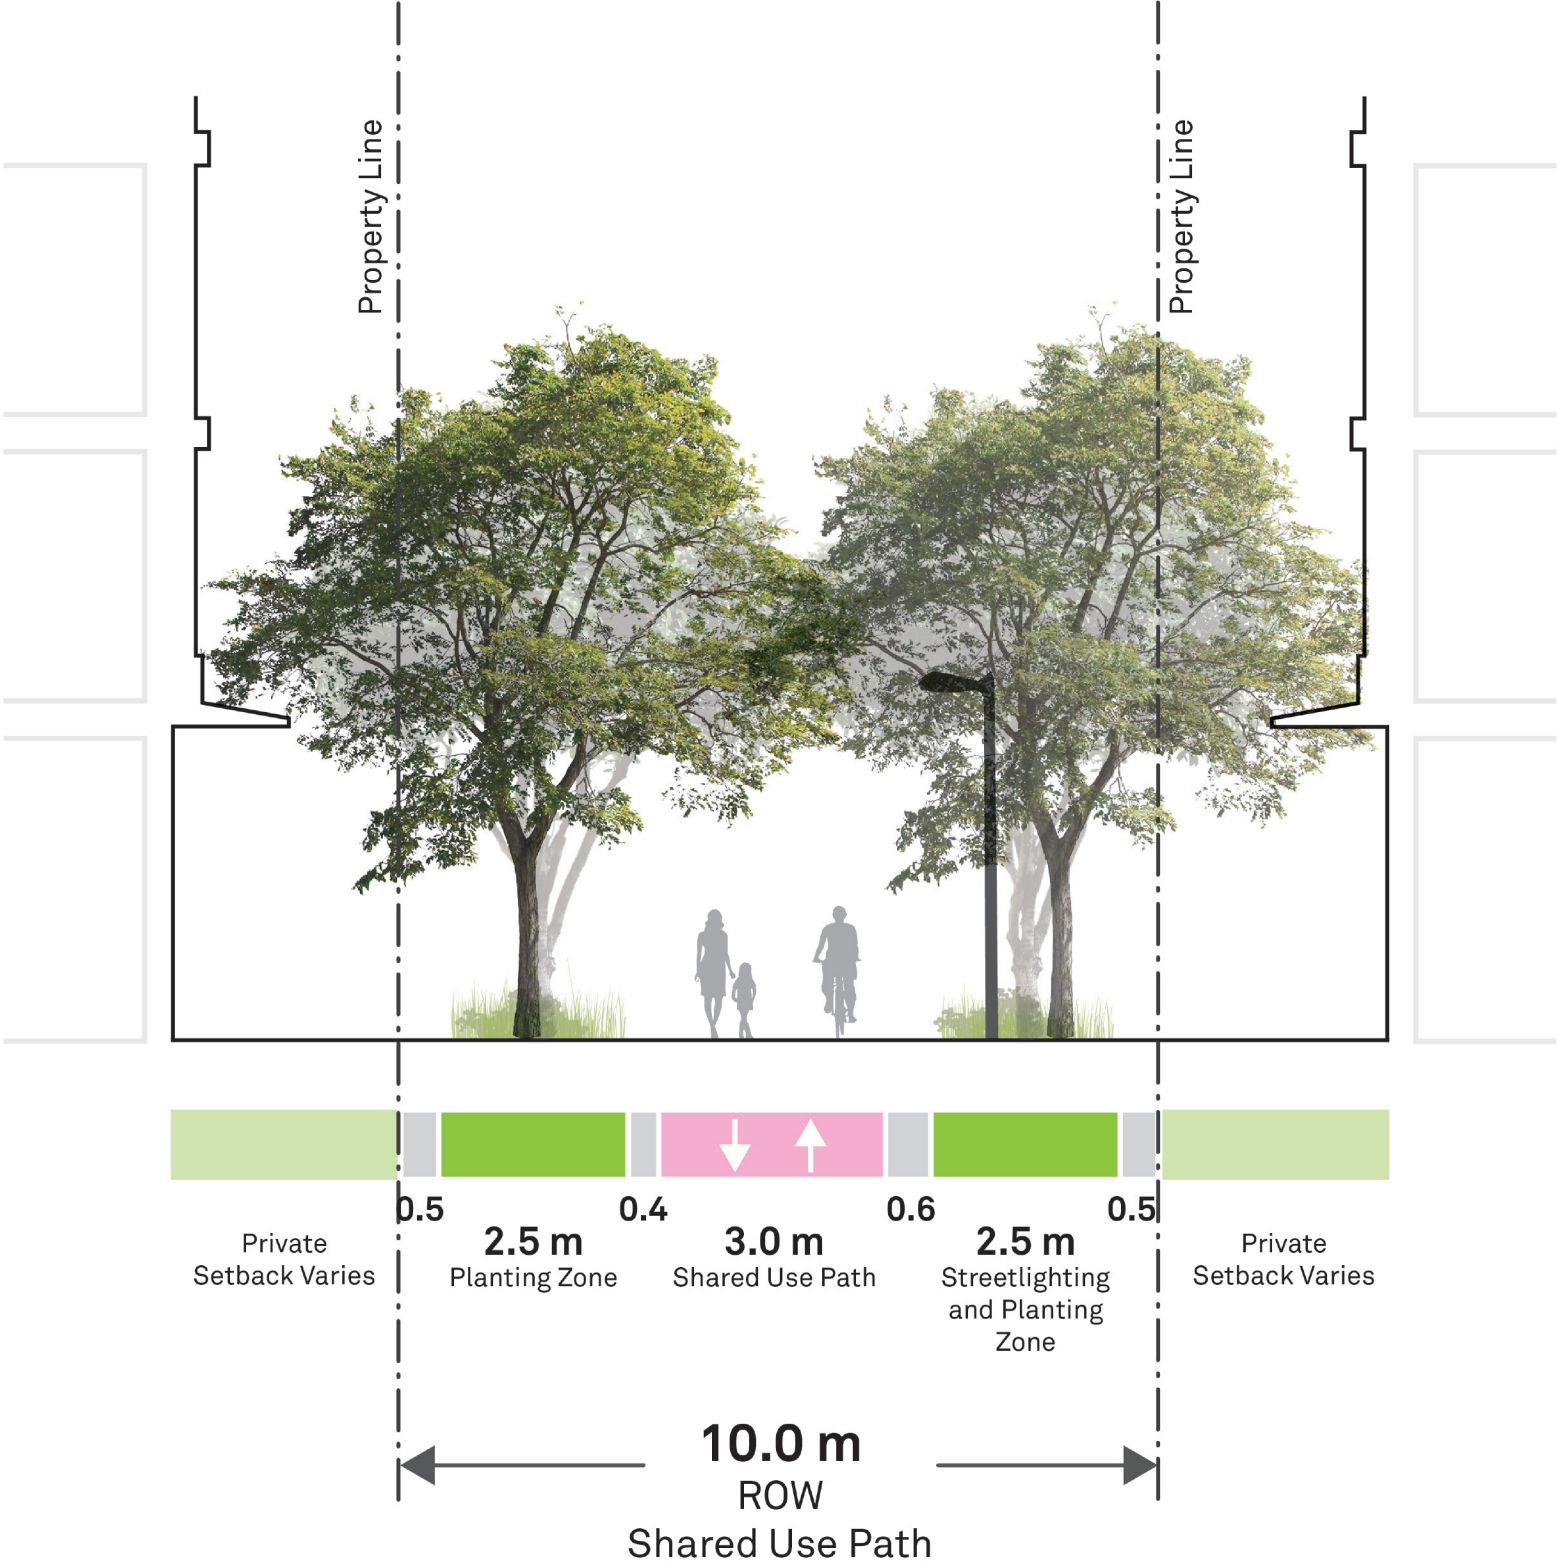 Property Line
Property Line
0.5
0.4
0.6
0.5
Private
Setback Varies
2.5 m
Planting Zone
3.0 m
Shared Use Path
2.5 m
Streetlighting
and Planting
Zone
Private
Setback Varies
10.0 m
ROW
Shared Use Path